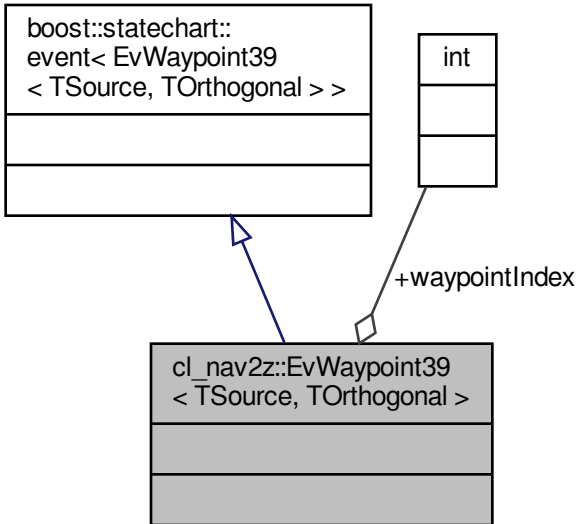 boost::statechart::
event< EvWaypoint39
< TSource, TOrthogonal > >
int
+waypointIndex
cl_nav2z::EvWaypoint39
< TSource, TOrthogonal >